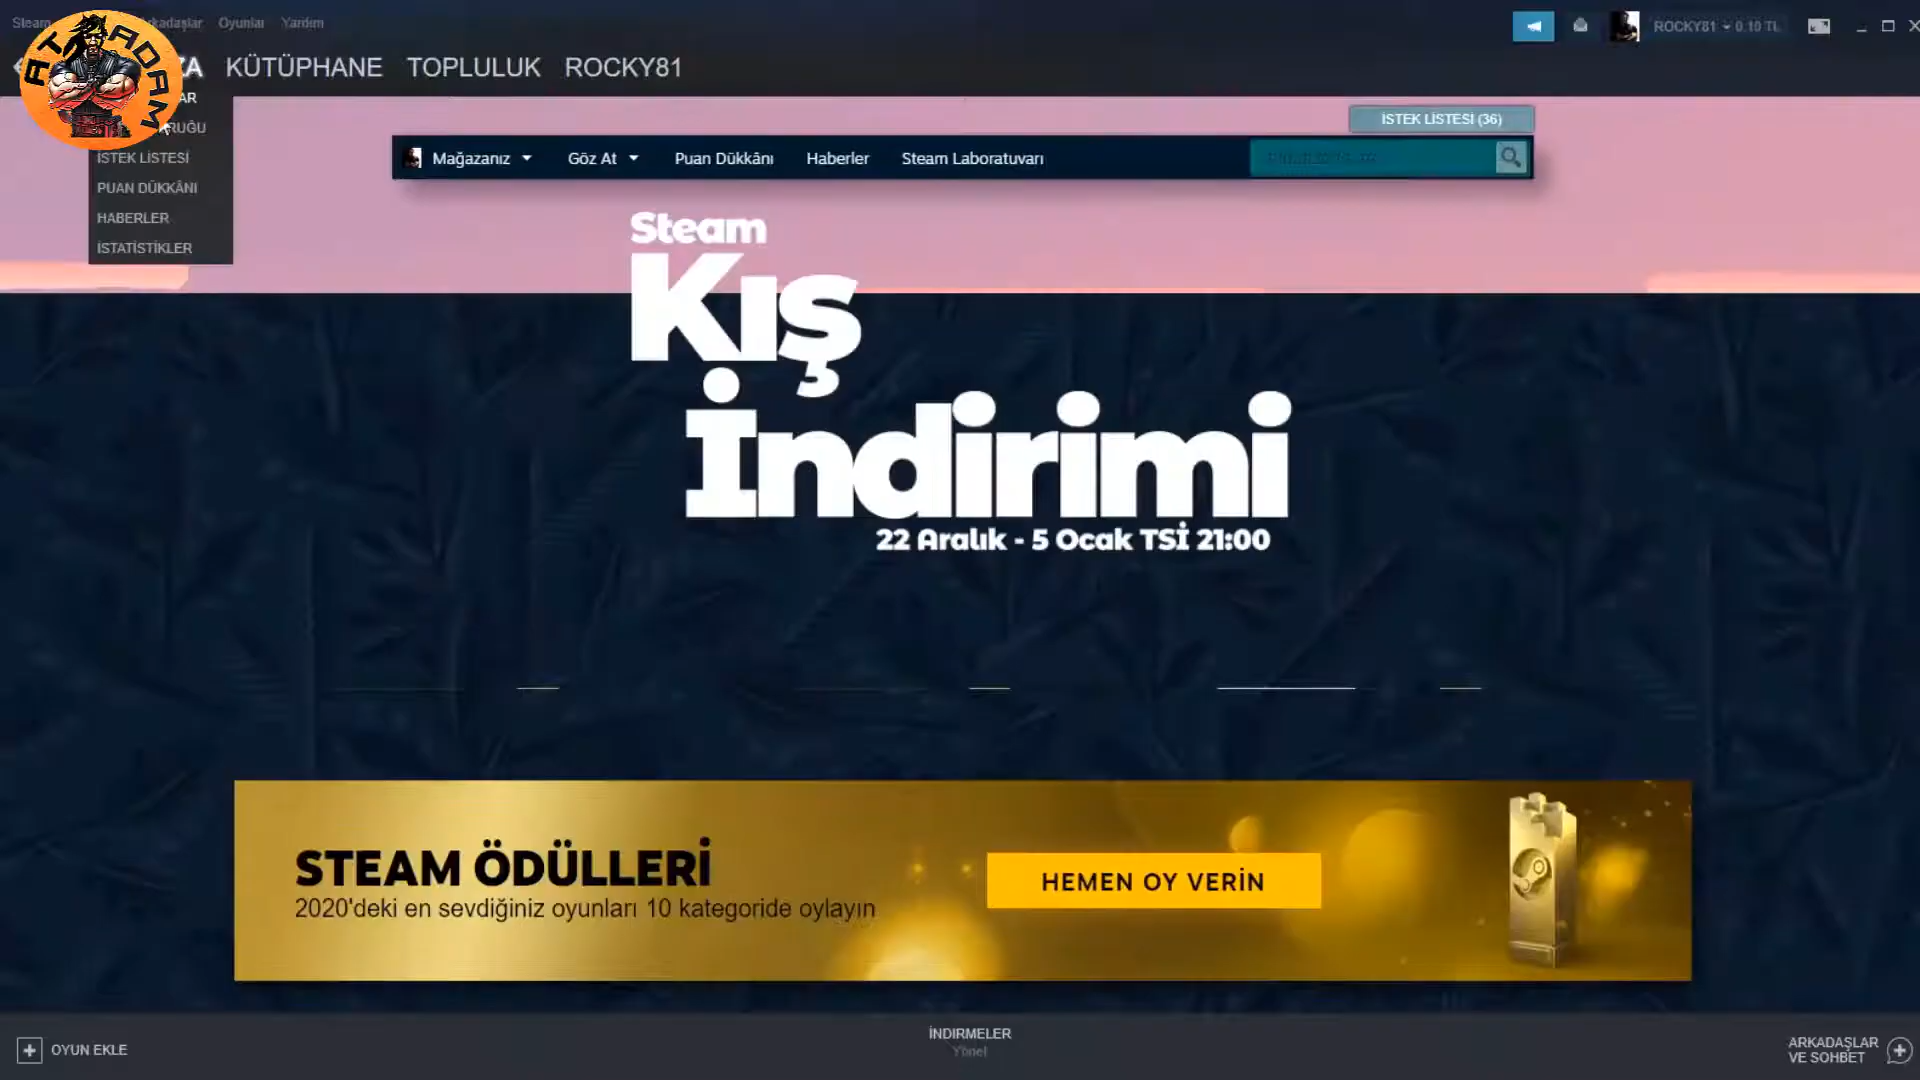 Steam
Oyunlar
Yardım
ROCKY81
0.10 TL
ATADAM
KÜTÜPHANE
TOPLULUK
ROCKY81
İSTEK LİSTESİ
PUAN DÜKKÂNI
HABERLER
İSTATİSTİKLER
İSTEK LİSTESİ (36)
Mağazanız
Göz At
Puan Dükkânı
Haberler
Steam Laboratuvarı
Steam
Kış
İndirimi
22 Aralık - 5 Ocak TSİ 21:00
STEAM ÖDÜLLERİ
2020'deki en sevdiğiniz oyunları 10 kategoride oylayın
HEMEN OY VERİN
OYUN EKLE
İNDİRMELER
Yönet
ARKADAŞLAR
VE SOHBET